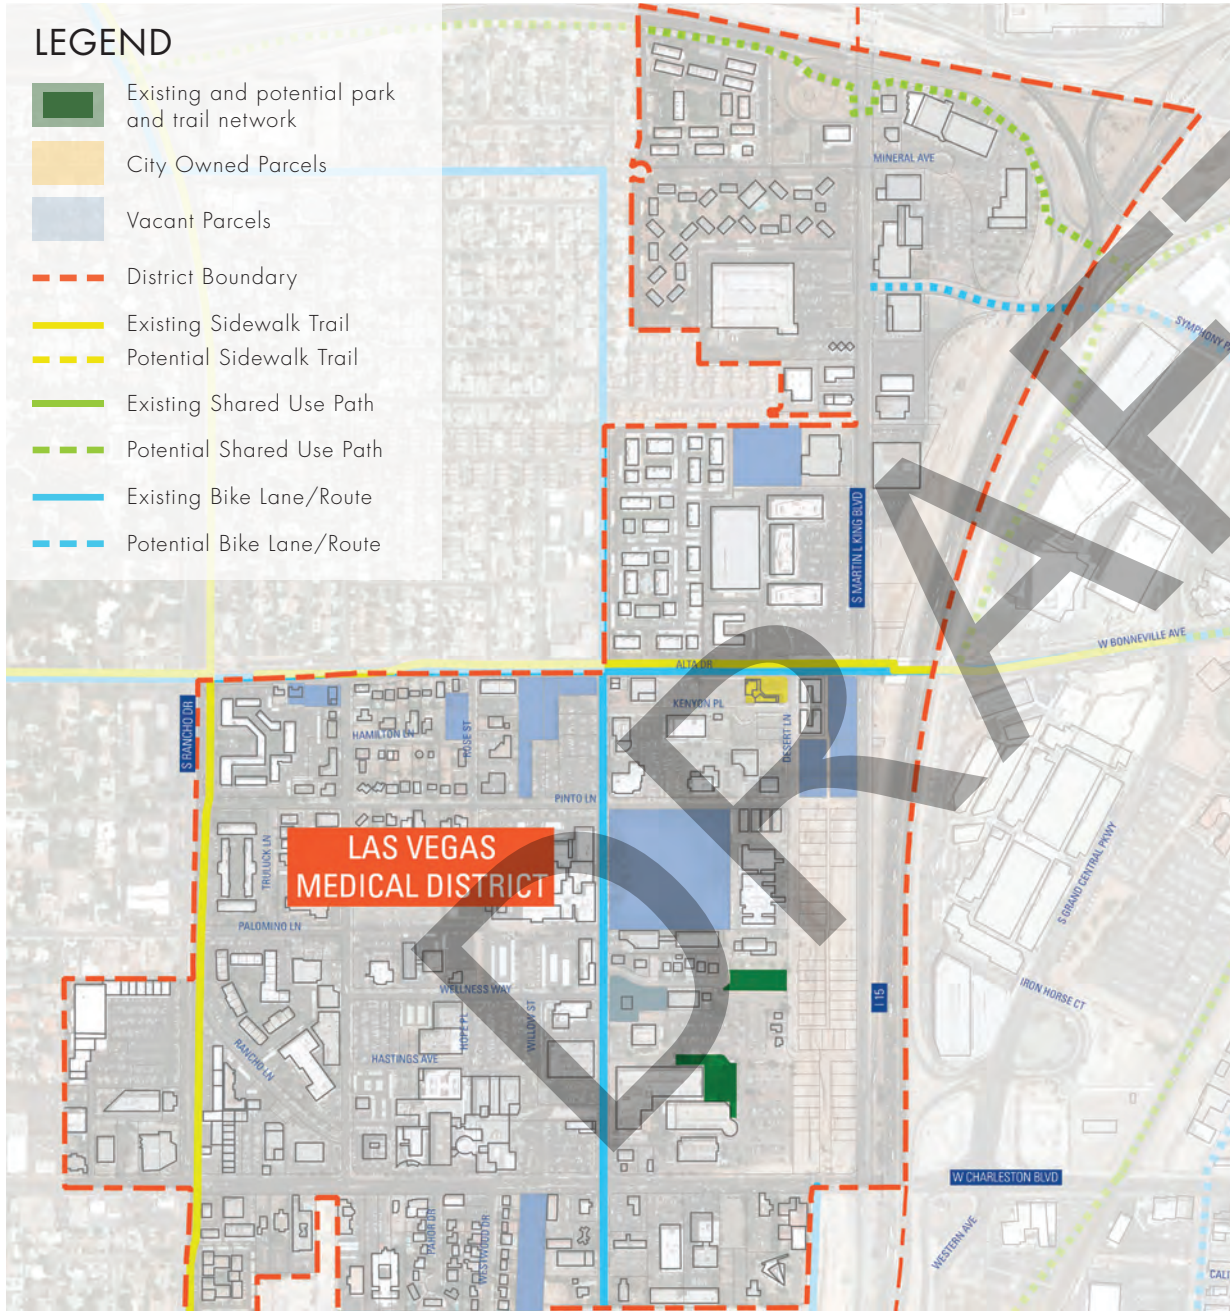 LEGEND
Existing and potential park
and trail network
City Owned Parcels
Vacant Parcels
District Boundary
Existing Sidewalk Trail
Potential Sidewalk Trail
Existing Shared Use Path
Potential Shared Use Path
Existing Bike Lane/Route
Potential Bike Lane/Route
MINERAL AVE
SYMPHONY
S MARTIN L KING BLVD
W BONNEVILLE AVE
ALTA DR
S RANCHO DR
KENYON PL
HAMILTON LN
ROSE ST
DESERT LN
PINTO LN
LAS VEGAS
MEDICAL DISTRICT
TRULUCK LN
S GRAND CENTRAL PKWY
PALOMINO LN
WELLNESS WAY
IRON HORSE CT
I 15
HOPE PL
WILLOW ST
RANCHO LN
HASTINGS AVE
W CHARLESTON BLVD
WESTERN AVE
WESTWOOD DR
DRAFT